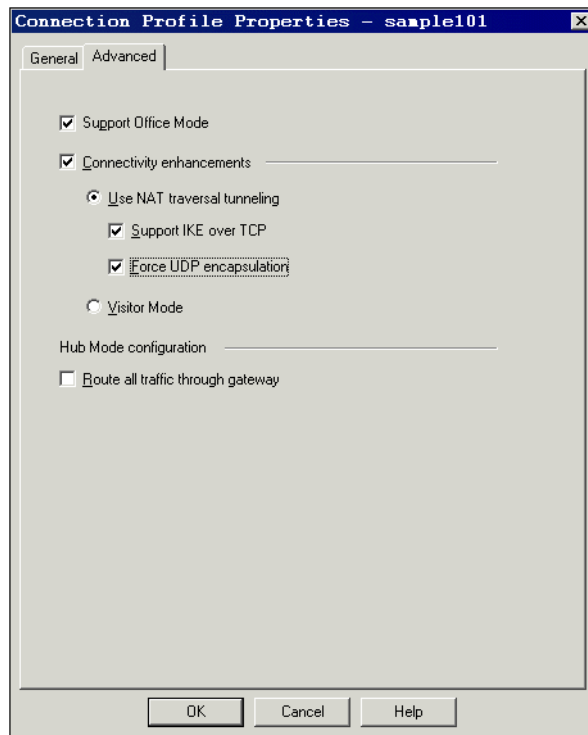 Connection Profile Properties - sample101
General Advanced
Support Office Mode
Connectivity enhancements
Use NAT traversal tunneling
Support IKE over TCP
Force UDP encapsulation
Visitor Mode
Hub Mode configuration
Route all traffic through gateway
OK Cancel Help